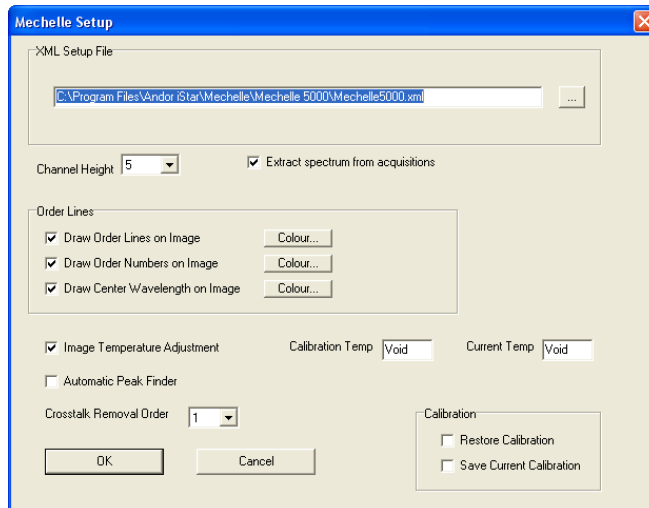 Mechelle Setup
XML Setup File
C:\Program Files\Andor iStar\Mechelle\Mechelle 5000\Mechelle5000.xml
...
Channel Height 5
Extract spectrum from acquisitions
Order Lines
Draw Order Lines on Image Colour...
Draw Order Numbers on Image Colour...
Draw Center Wavelength on Image Colour...
Image Temperature Adjustment Calibration Temp Void Current Temp Void
Automatic Peak Finder
Crosstalk Removal Order 1
Calibration
Restore Calibration
Save Current Calibration
OK Cancel